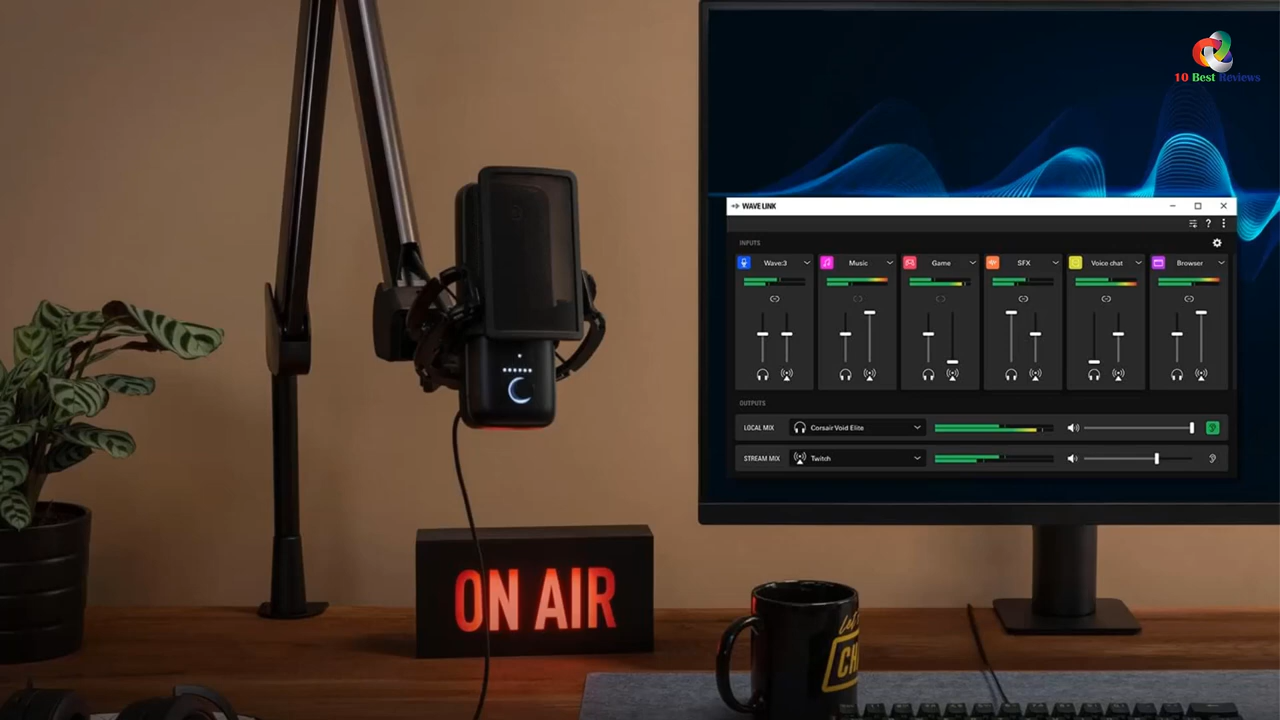 10 Best Reviews
WAVE LINK
?
INPUTS
Wave:3
Music
Game
SFX
Voice chat
Browser
OUTPUTS
LOCAL MIX
Corsair Void Elite
STREAM MIX
Twitch
ON AIR